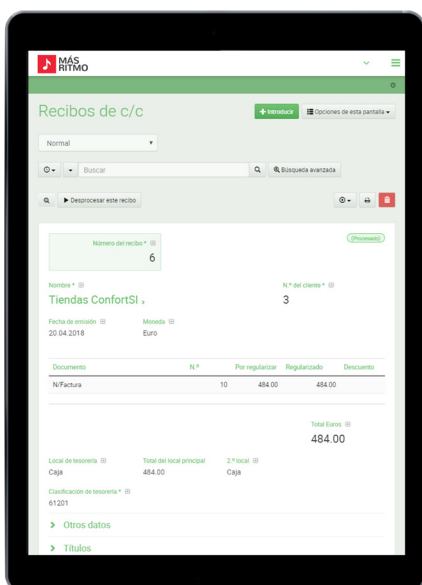 MÁS
RITMO
Recibos de c/c
+ Introducir
Opciones de esta pantalla
Normal
Buscar
Búsqueda avanzada
Desprocesar este recibo
Número del recibo *
6
(Procesado)
Nombre *
N.º del cliente *
Tiendas ConfortSI
3
Fecha de emisión
Moneda
20.04.2018
Euro
Documento N.º Por regularizar Regularizado Descuento
N/Factura 10 484.00 484.00
Total Euros
484.00
Local de tesorería Total del local principal 2.º local
Caja 484.00 Caja
Clasificación de tesorería *
61201
Otros datos
Títulos